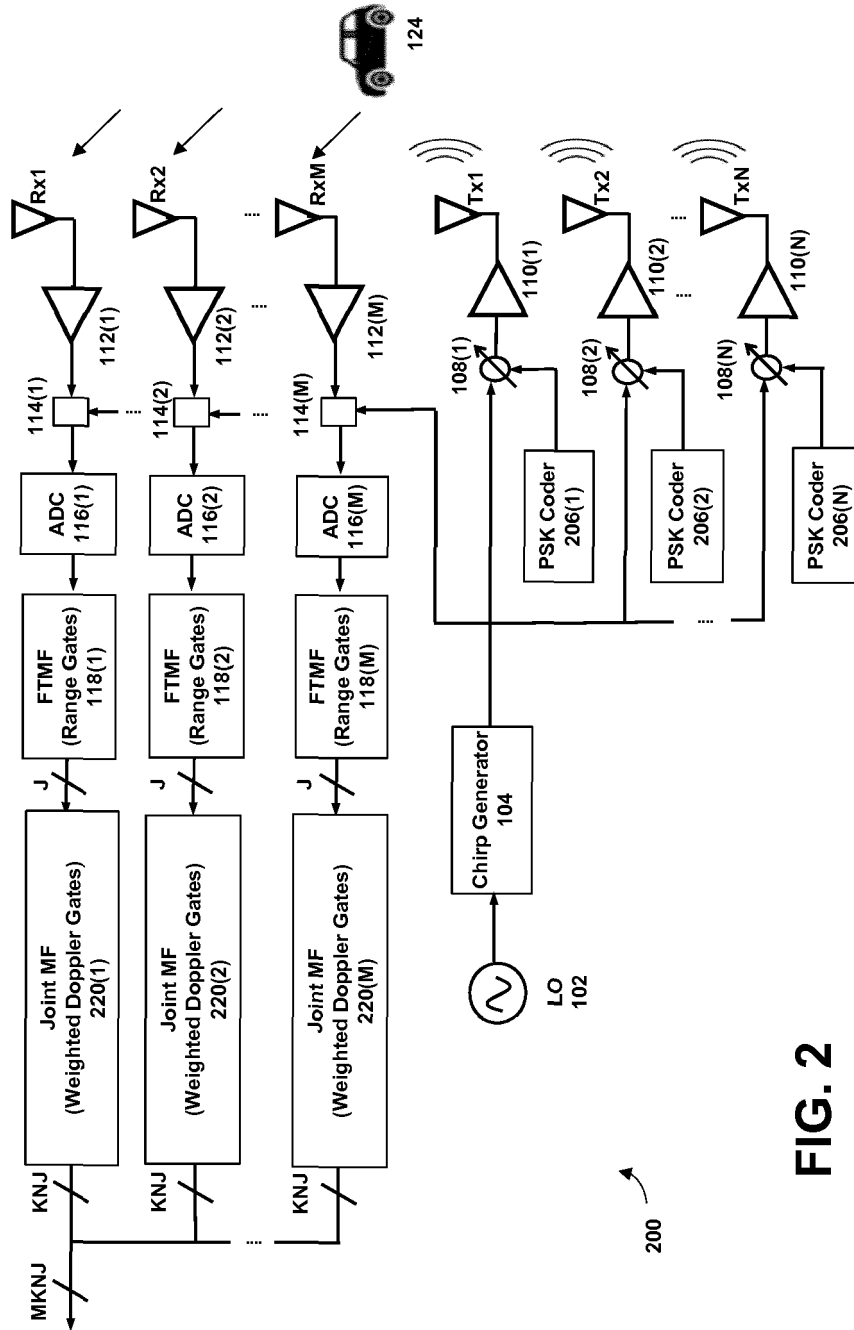 Rx1
Rx2
....
RxM
124
112(1)
112(2)
....
112(M)
114(1)
....
114(2)
....
114(M)
ADC
116(1)
ADC
116(2)
ADC
116(M)
FTMF
(Range Gates)
118(1)
FTMF
(Range Gates)
118(2)
FTMF
(Range Gates)
118(M)
J
J
J
Joint MF
(Weighted Doppler Gates)
220(1)
Joint MF
(Weighted Doppler Gates)
220(2)
Joint MF
(Weighted Doppler Gates)
220(M)
KNJ
KNJ
KNJ
....
MKNJ
LO
102
Chirp Generator
104
....
PSK Coder
206(1)
PSK Coder
206(2)
PSK Coder
206(N)
108(1)
108(2)
108(N)
110(1)
110(2)
....
110(N)
Tx1
Tx2
....
TxN
200
FIG. 2